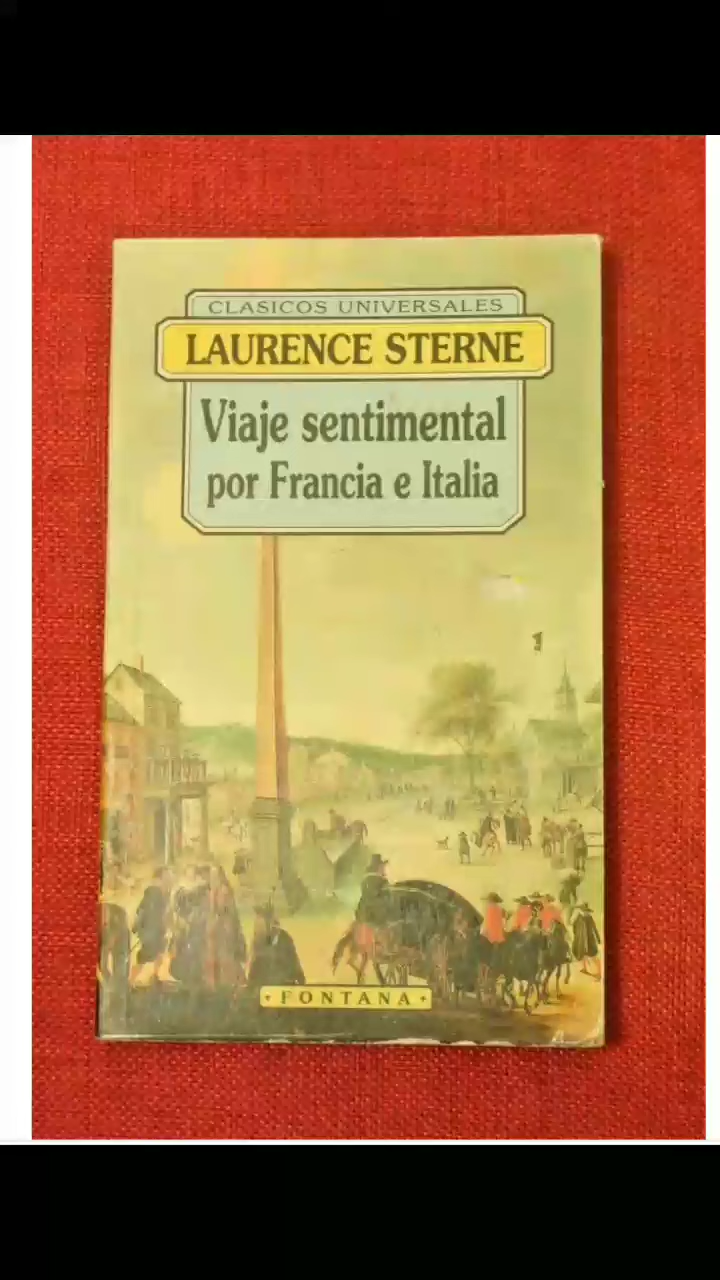 CLASICOS UNIVERSALES
LAURENCE STERNE
Viaje sentimental
por Francia e Italia
FONTANA